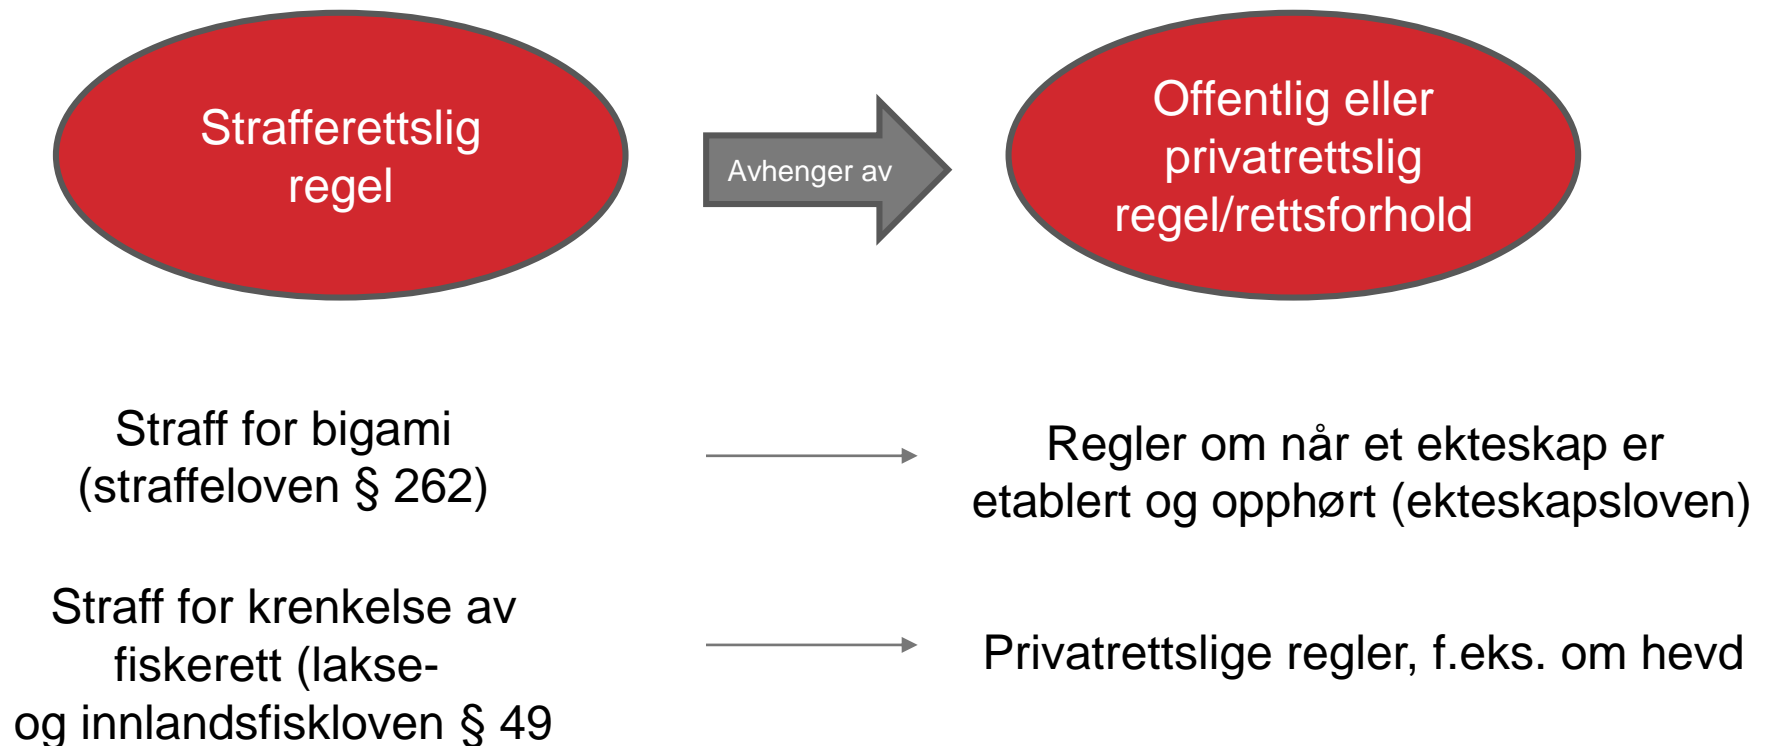 Strafferettslig
regel
Avhenger av
Offentlig eller
privatrettslig
regel/rettsforhold
Straff for bigami
(straffeloven § 262)
Regler om når et ekteskap er
etablert og opphørt (ekteskapsloven)
Straff for krenkelse av
fiskerett (lakse-
og innlandsfiskloven § 49
Privatrettslige regler, f.eks. om hevd